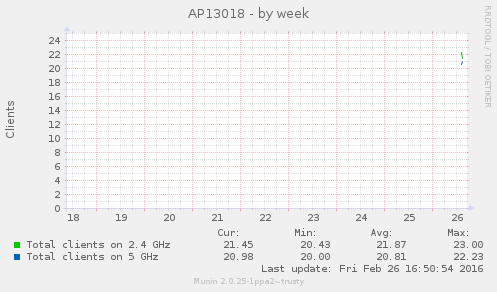 AP13018 - by week
RRDTOOL / TOBI OETIKER
Clients
24
22
20
18
16
14
12
10
8
6
4
2
0
18 19 20 21 22 23 24 25 26
Cur: Min: Avg: Max:
Total clients on 2.4 GHz 21.45 20.43 21.87 23.00
Total clients on 5 GHz 20.98 20.00 20.81 22.23
Last update: Fri Feb 26 16:50:54 2016
Munin 2.0.25-1ppa2~trusty